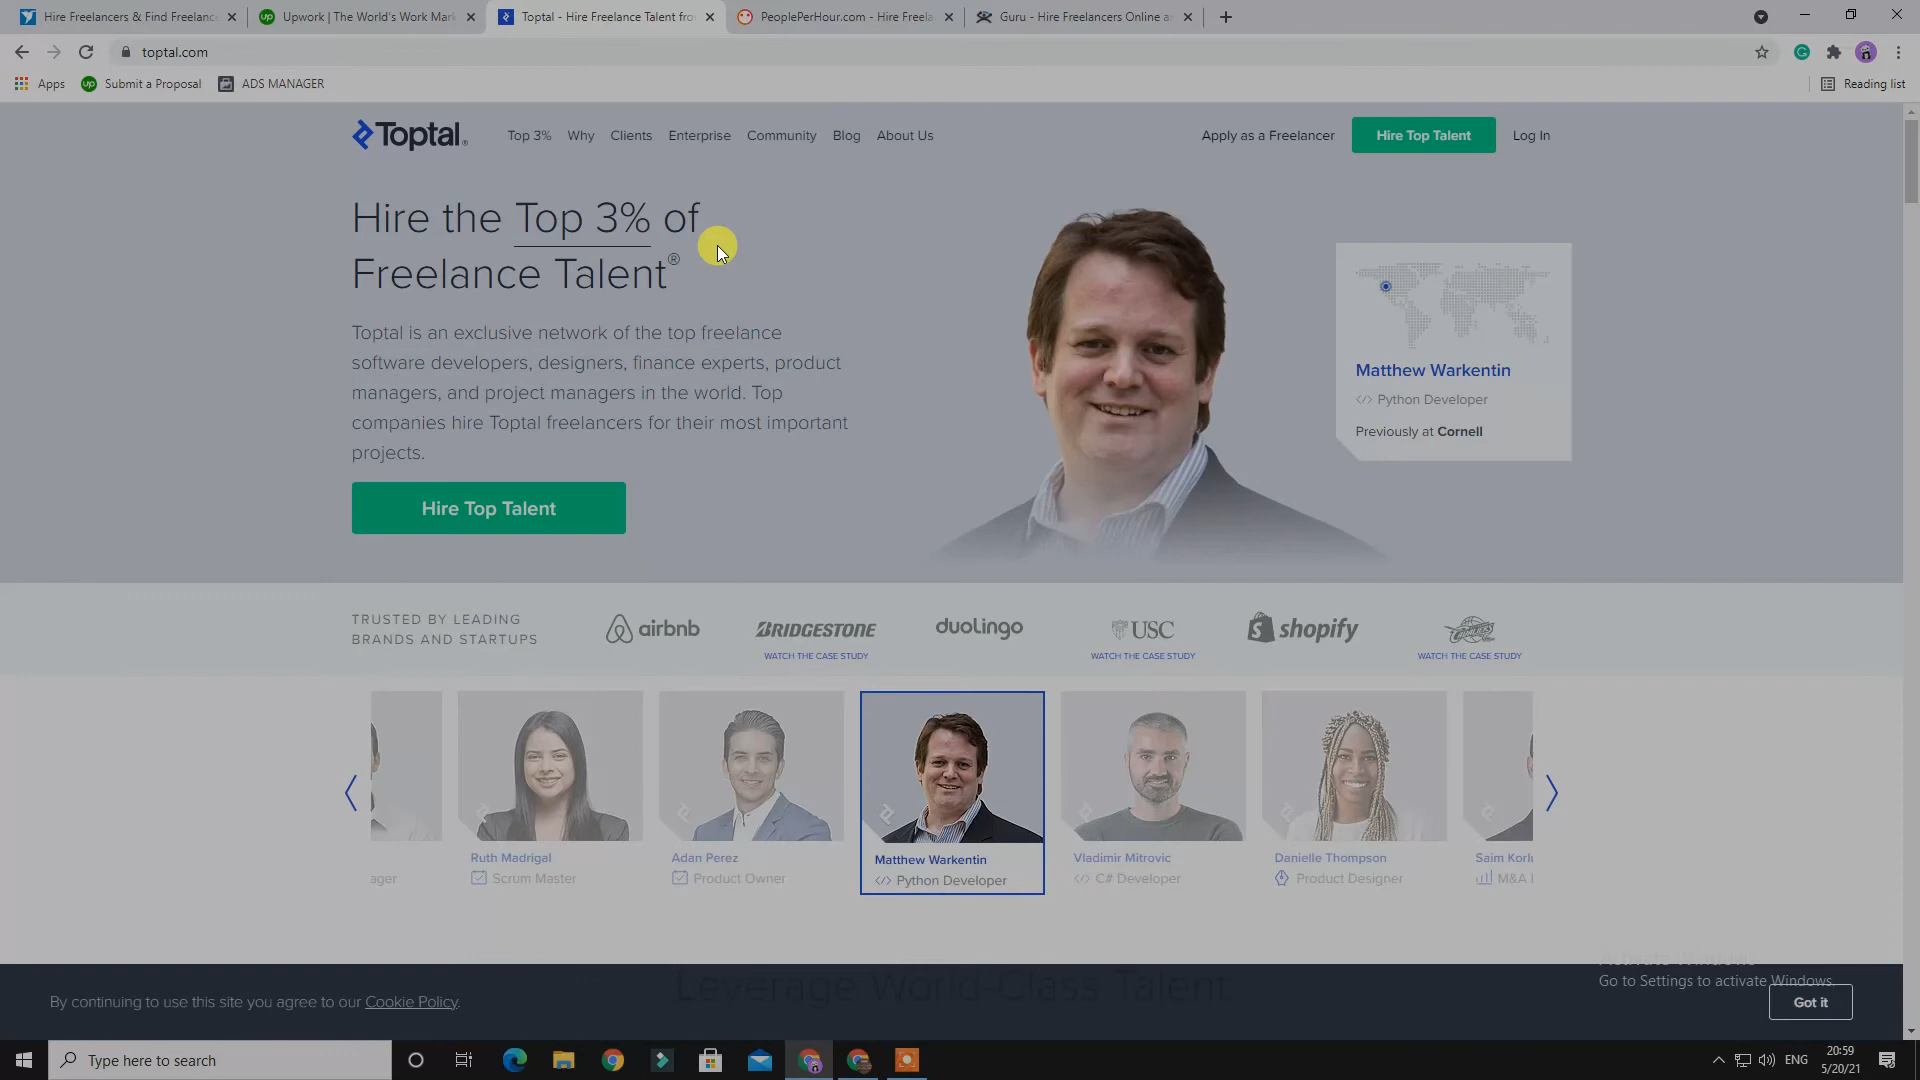 Hire Freelancers & Find Freelanc
Upwork | The World's Work Mark
Toptal - Hire Freelance Talent fro
PeoplePerHour.com - Hire Freela
Guru - Hire Freelancers Online a
toptal.com
Apps
up Submit a Proposal
ADS MANAGER
Reading list
Toptal®
Top 3%
Why
Clients
Enterprise
Community
Blog
About Us
Apply as a Freelancer
Hire Top Talent
Log In
Hire the Top 3% of
Freelance Talent®
Toptal is an exclusive network of the top freelance
software developers, designers, finance experts, product
managers, and project managers in the world. Top
companies hire Toptal freelancers for their most important
projects.
Hire Top Talent
Matthew Warkentin
Python Developer
Previously at Cornell
TRUSTED BY LEADING
BRANDS AND STARTUPS
airbnb
BRIDGESTONE
WATCH THE CASE STUDY
duolingo
USC
WATCH THE CASE STUDY
shopify
CAVALIERS
WATCH THE CASE STUDY
ager
Ruth Madrigal
Scrum Master
Adan Perez
Product Owner
Matthew Warkentin
Python Developer
Vladimir Mitrovic
C# Developer
Danielle Thompson
Product Designer
Saim Korl
M&A
Leverage World-Class Talent
By continuing to use this site you agree to our Cookie Policy.
Activate Windows
Go to Settings to activate Windows.
Got it
Type here to search
ENG
20:59
5/20/21